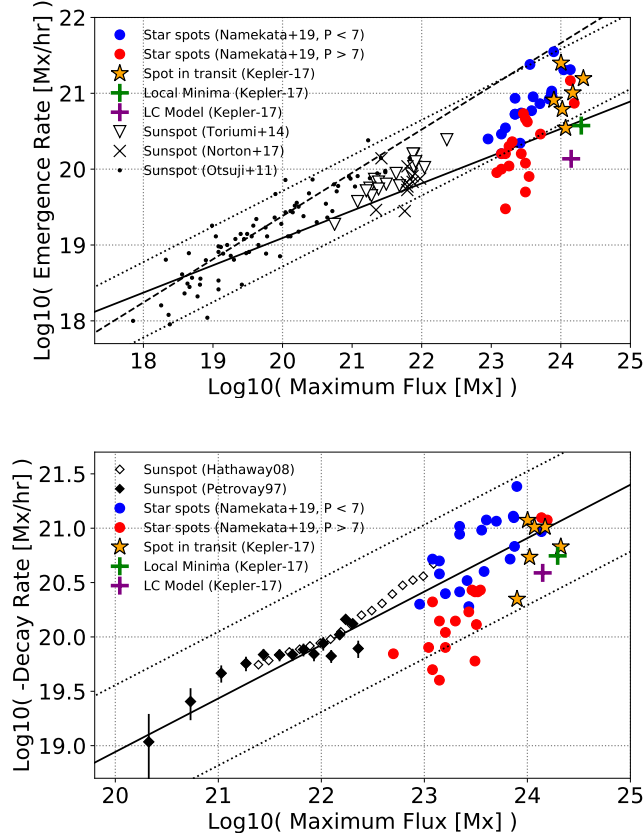 22
21
20
19
18
Log10( Emergence Rate [Mx/hr] )
Star spots (Namekata+19, P < 7)
Star spots (Namekata+19, P > 7)
Spot in transit (Kepler-17)
Local Minima (Kepler-17)
LC Model (Kepler-17)
Sunspot (Toriumi+14)
Sunspot (Norton+17)
Sunspot (Otsuji+11)
18 19 20 21 22 23 24 25
Log10( Maximum Flux [Mx] )
21.5
21.0
20.5
20.0
19.5
19.0
Log10( -Decay Rate [Mx/hr] )
Sunspot (Hathaway08)
Sunspot (Petrovay97)
Star spots (Namekata+19, P < 7)
Star spots (Namekata+19, P > 7)
Spot in transit (Kepler-17)
Local Minima (Kepler-17)
LC Model (Kepler-17)
20 21 22 23 24 25
Log10( Maximum Flux [Mx] )